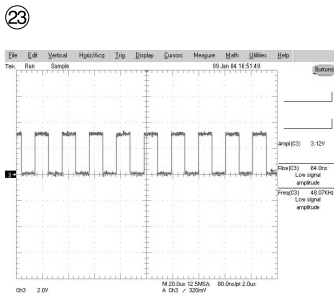 23
File Edit Vertical Horiz/Acq Trig Display Cursors Measure Math Utilities Help
Tek Run Sample 09 Jan 04 16:51:49
Buttons
Ampl(C3) 3.12V
Rise(C3) 64.0ns
Low signal
amplitude
Freq(C3) 48.07KHz
Low signal
amplitude
3
Ch3 2.0V
M 20.0us 12.5MS/s 80.0ns/pt 2.0us
A Ch3 320mV